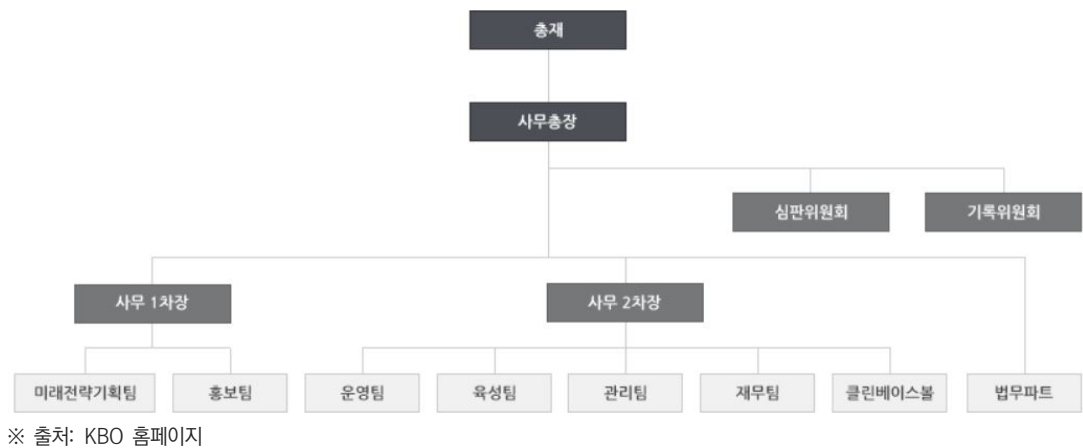 총재
사무총장
심판위원회 기록위원회
사무 1차장 사무 2차장
미래전략기획팀 홍보팀 운영팀 육성팀 관리팀 재무팀 클린베이스볼 법무파트
※ 출처: KBO 홈페이지